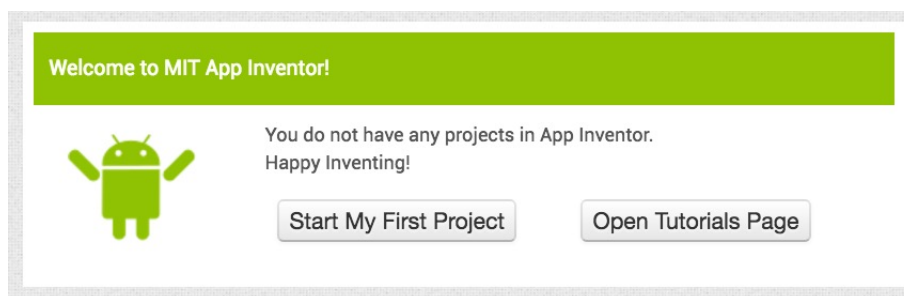 Welcome to MIT App Inventor!
You do not have any projects in App Inventor.
Happy Inventing!
Start My First Project
Open Tutorials Page